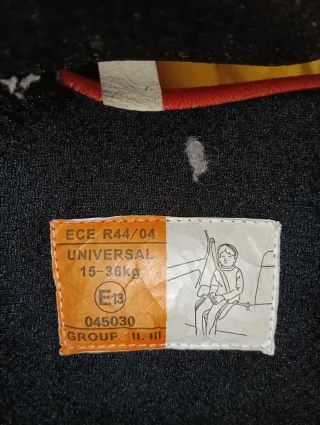 ECE R44/04
UNIVERSAL
15-36kg
E13
045030
GROUP II. III